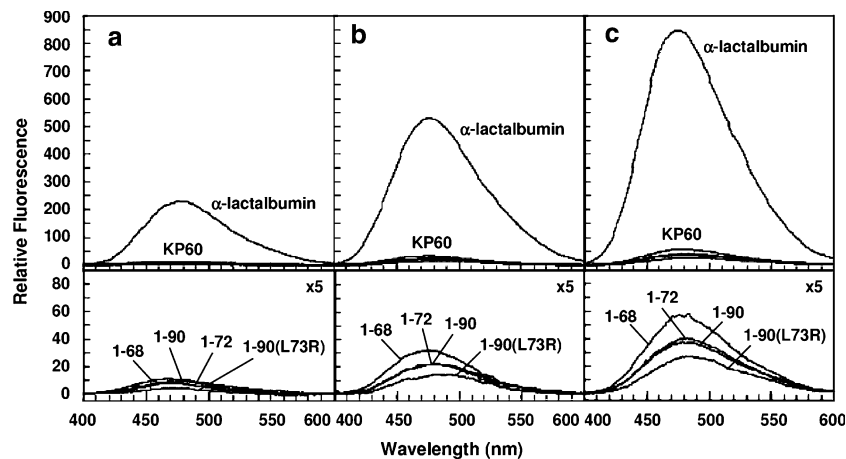 a
b
c
900
800
700
600
500
400
300
200
100
0
α-lactalbumin
KP60
α-lactalbumin
KP60
α-lactalbumin
KP60
Relative Fluorescence
80
60
40
20
0
x5
1-68
1-90
1-72
1-90(L73R)
x5
1-68
1-72
1-90
1-90(L73R)
x5
1-68
1-72
1-90
1-90(L73R)
400 450 500 550 600 450 500 550 600 450 500 550 600
Wavelength (nm)